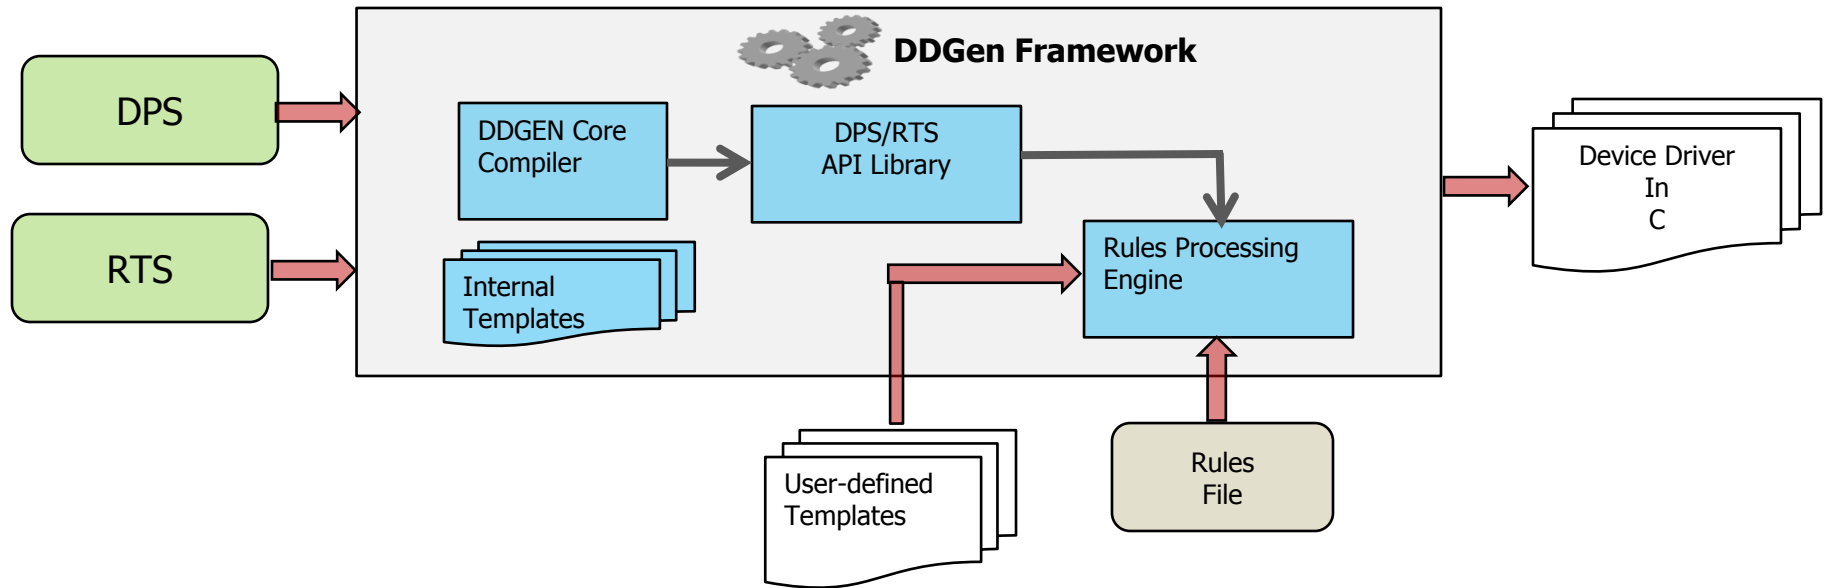 DDGen Framework
DPS
DDGEN Core
Compiler
DPS/RTS
API Library
Device Driver
In
C
RTS
Internal
Templates
Rules Processing
Engine
User-defined
Templates
Rules
File